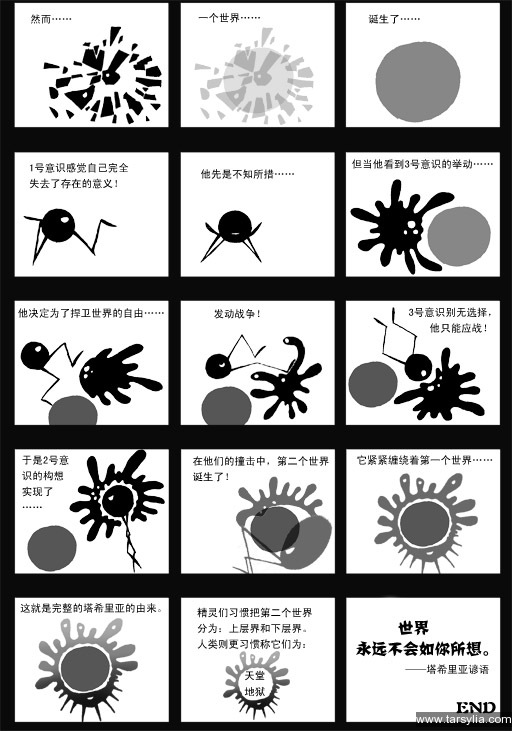 然而……
一个世界……
诞生了……
1号意识感觉自己完全
失去了存在的意义！
他先是不知所措……
但当他看到3号意识的举动……
他决定为了捍卫世界的自由……
发动战争！
3号意识别无选择，
他只能应战！
于是2号意
识的构想
实现了
……
在他们的撞击中，第二个世界
诞生了！
它紧紧缠绕着第一个世界……
这就是完整的塔希里亚的由来。
精灵们习惯把第二个世界
分为：上层界和下层界。
人类则更习惯称它们为：
天堂
地狱
世界
永远不会如你所想。
——塔希里亚谚语
END
www.tarsylia.com